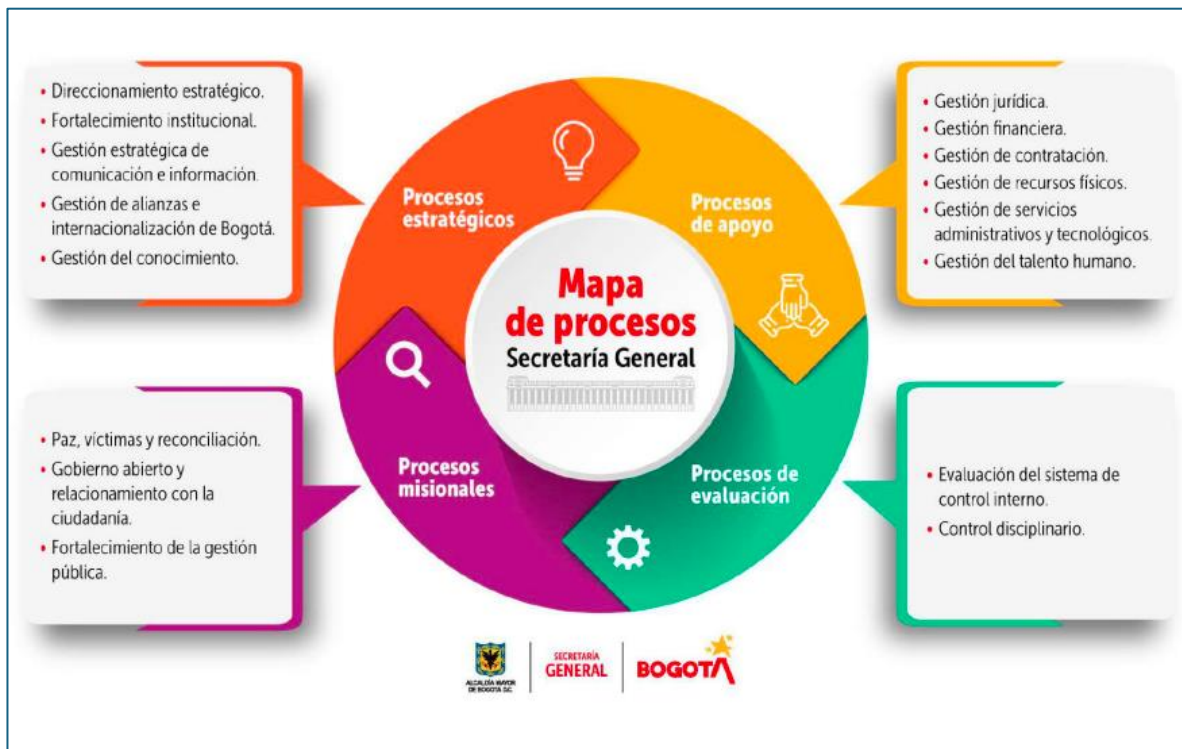 • Direccionamiento estratégico.
• Fortalecimiento institucional.
• Gestión estratégica de
comunicación e información.
• Gestión de alianzas e
internacionalización de Bogotá.
• Gestión del conocimiento.
Procesos
estratégicos
Procesos
de apoyo
• Gestión jurídica.
• Gestión financiera.
• Gestión de contratación.
• Gestión de recursos físicos.
• Gestión de servicios
administrativos y tecnológicos.
• Gestión del talento humano.
Mapa
de procesos
Secretaría General
• Paz, víctimas y reconciliación.
• Gobierno abierto y
relacionamiento con la
ciudadanía.
• Fortalecimiento de la gestión
pública.
Procesos
misionales
Procesos de
evaluación
• Evaluación del sistema de
control interno.
• Control disciplinario.
ALCALDÍA MAYOR
DE BOGOTÁ D.C.
SECRETARÍA
GENERAL
BOGOTÁ